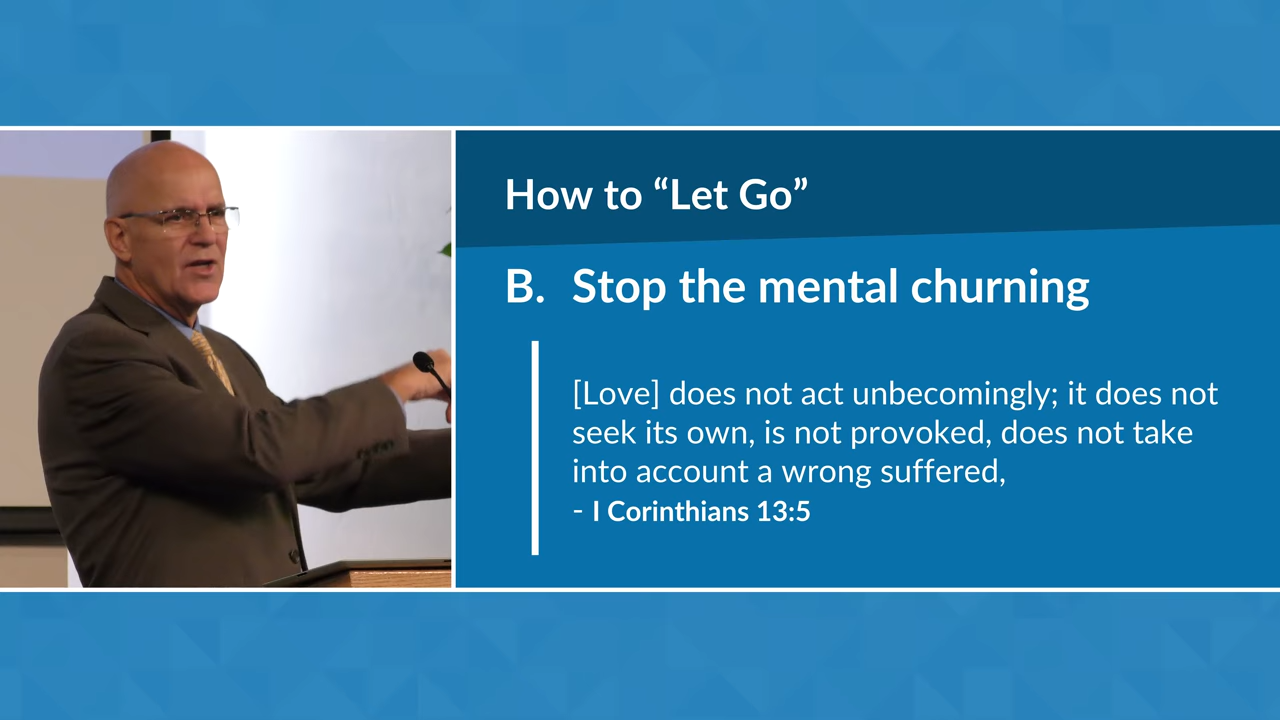 How to “Let Go”
B. Stop the mental churning
[Love] does not act unbecomingly; it does not
seek its own, is not provoked, does not take
into account a wrong suffered,
- I Corinthians 13:5